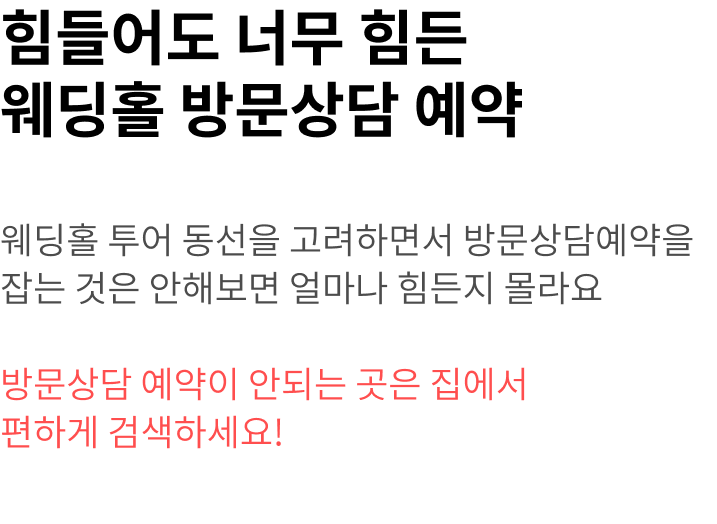 힘들어도 너무 힘든
웨딩홀 방문상담 예약
웨딩홀 투어 동선을 고려하면서 방문상담예약을
잡는 것은 안해보면 얼마나 힘든지 몰라요
방문상담 예약이 안되는 곳은 집에서
편하게 검색하세요!